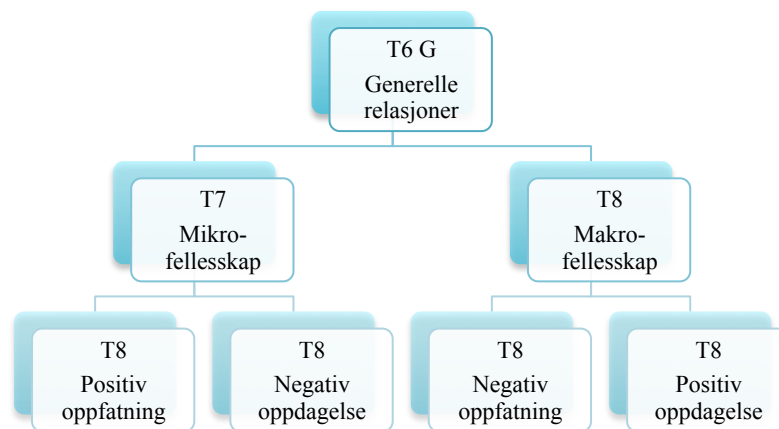 T6 G
Generelle
relasjoner
T7
Mikro-
fellesskap
T8
Makro-
fellesskap
T8
Positiv
oppfatning
T8
Negativ
oppdagelse
T8
Negativ
oppfatning
T8
Positiv
oppdagelse